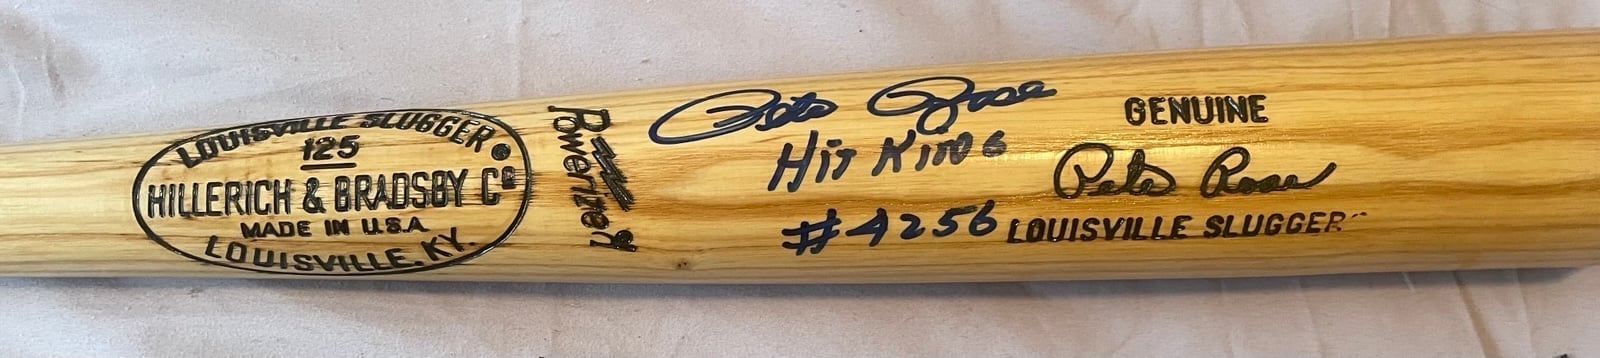 LOUISVILLE SLUGGER
125
HILLERICH & BRADSBY Cº
MADE IN U.S.A
LOUISVILLE, KY.
Powerized
Pete Rose
Hit King
#4256
GENUINE
Pete Rose
LOUISVILLE SLUGGER